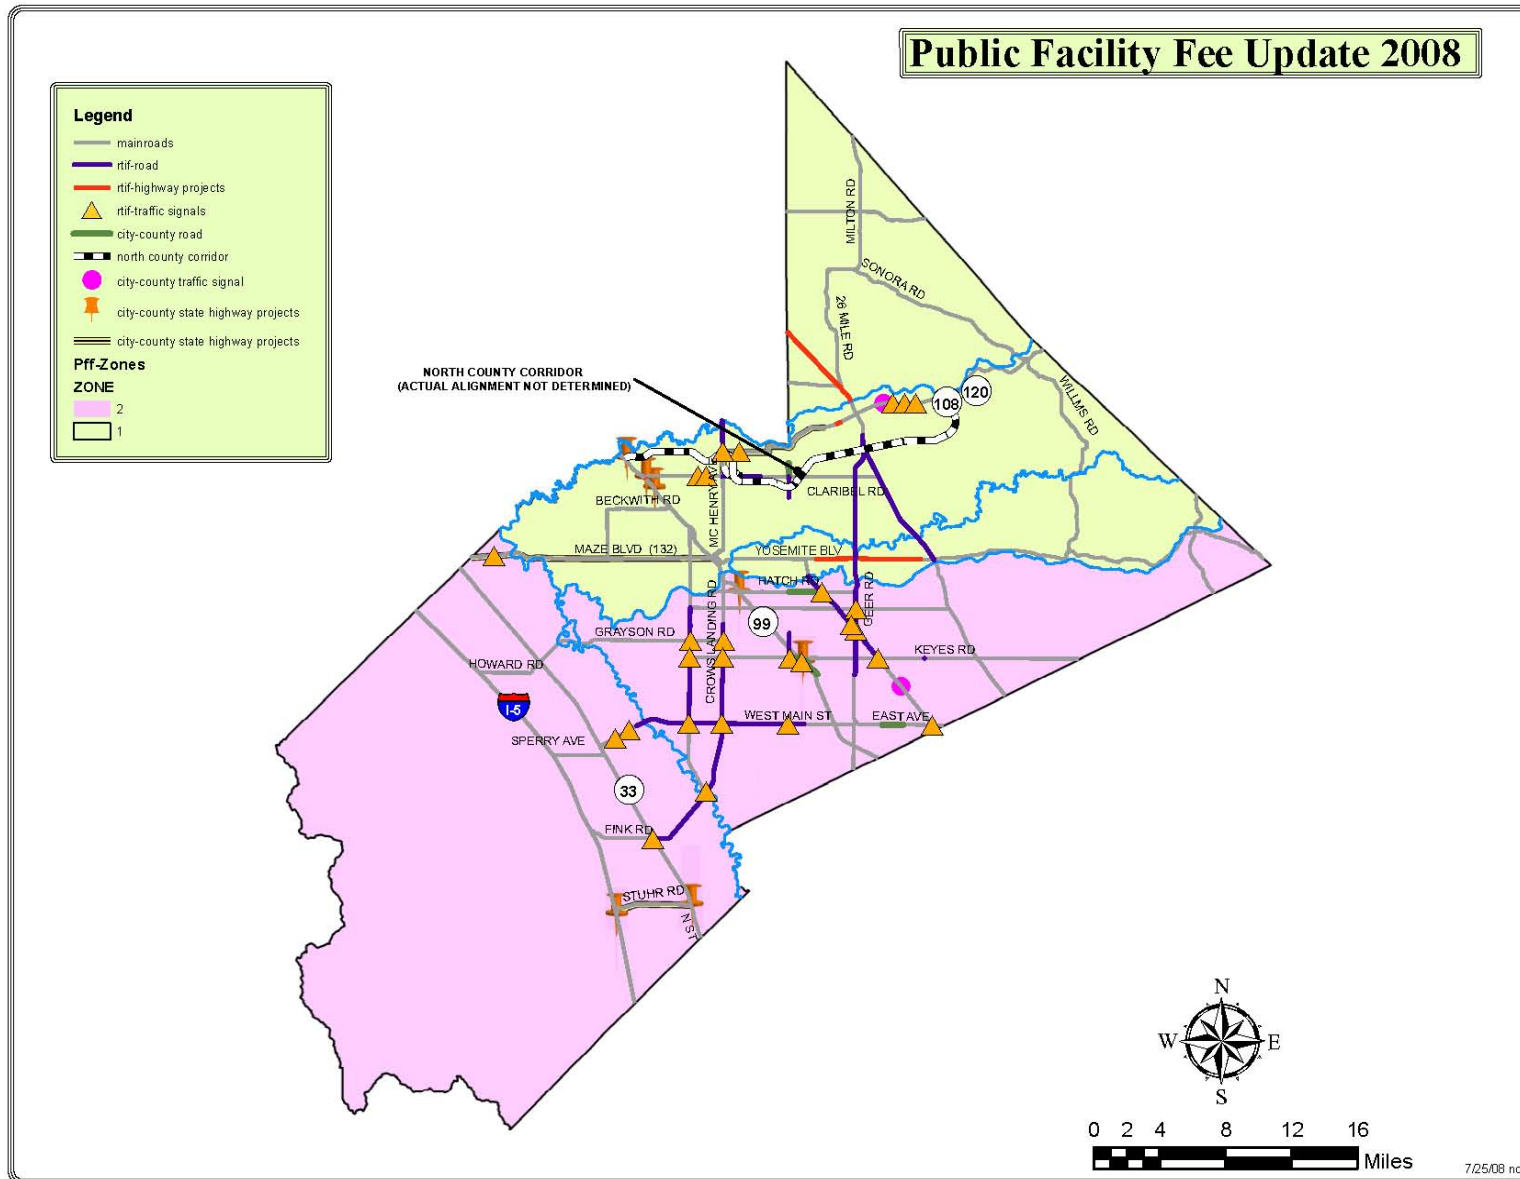 Public Facility Fee Update 2008
Legend
mainroads
rtif-road
rtif-highway projects
rtif-traffic signals
city-county road
north county corridor
city-county traffic signal
city-county state highway projects
city-county state highway projects
Pff-Zones
ZONE
2
1
MILTON RD
SONORA RD
26 MILE RD
NORTH COUNTY CORRIDOR
(ACTUAL ALIGNMENT NOT DETERMINED)
WILLMS RD
120
108
MC HENRY AVE
CLARIBEL RD
BECKWITH RD
MAZE BLVD (132)
YOSEMITE BLV
HATCH RD
GEER RD
CROWS LANDING RD
99
GRAYSON RD
KEYES RD
HOWARD RD
I-5
WEST MAIN ST
EAST AVE
SPERRY AVE
33
FINK RD
STUHR RD
N ST
N
W
E
S
0 2 4 8 12 16
Miles
7/25/08 no